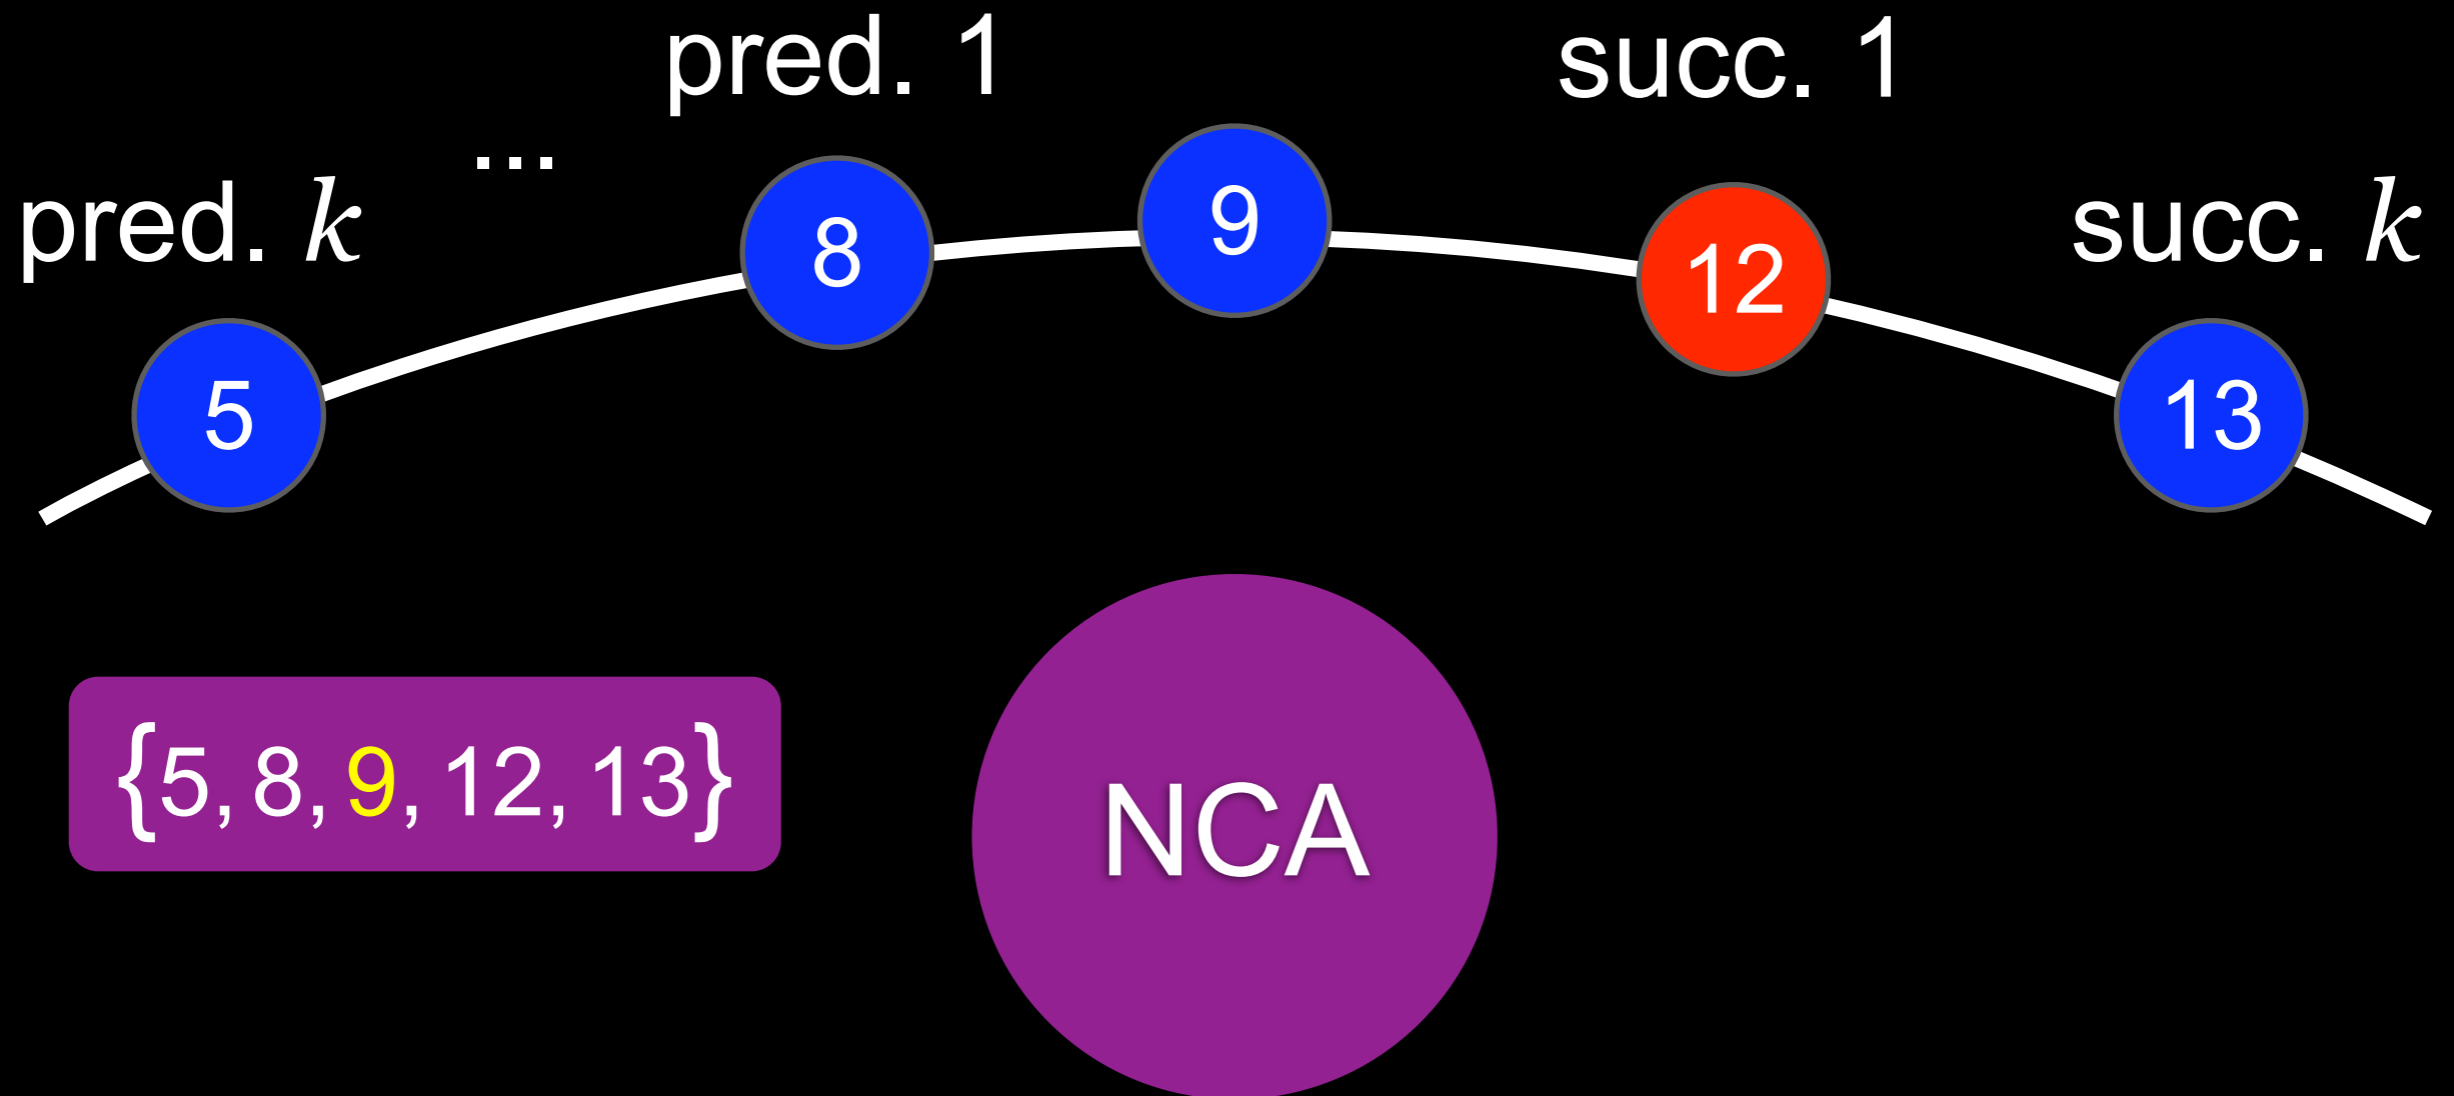 pred. 1
succ. 1
pred. k
...
succ. k
5
8
9
12
13
{5, 8, 9, 12, 13}
NCA